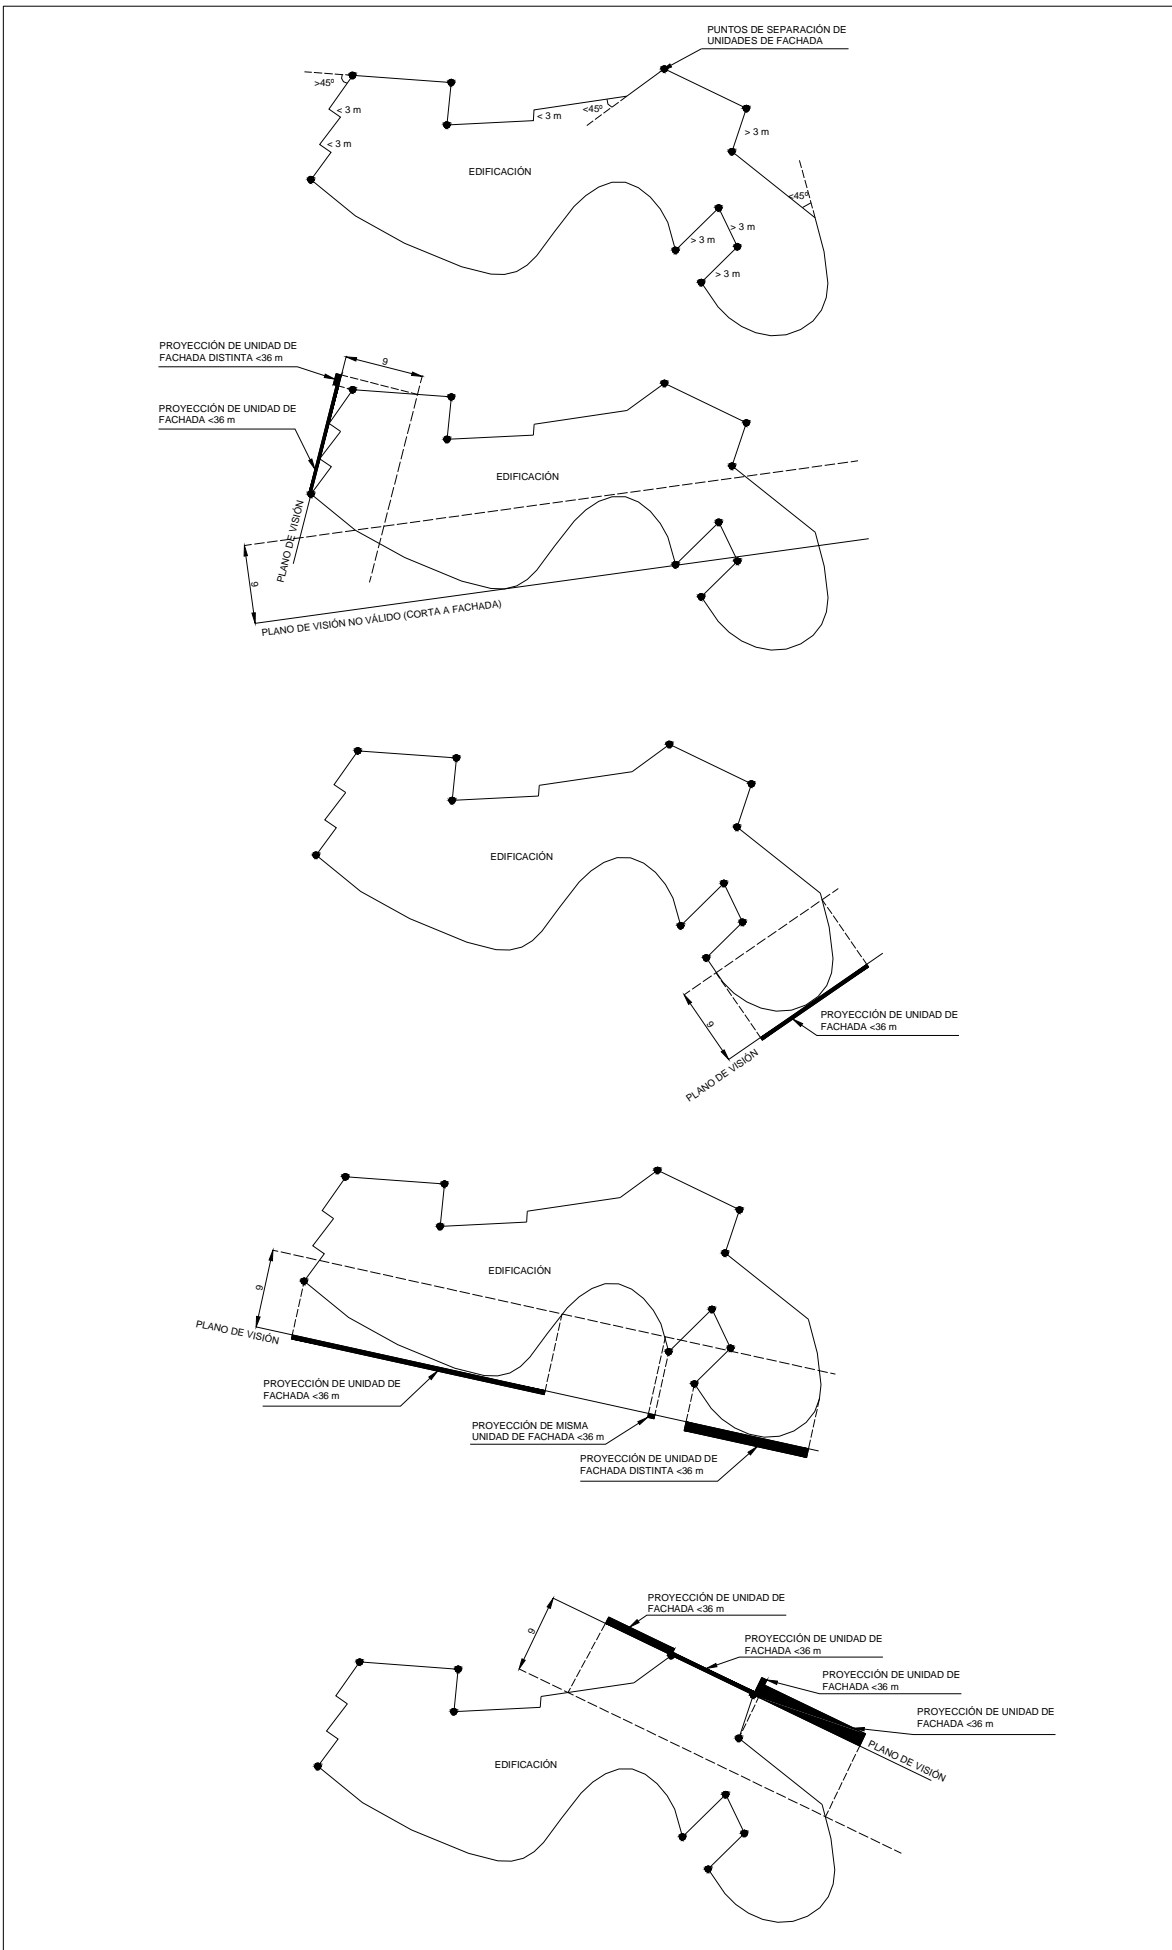 PUNTOS DE SEPARACIÓN DE
UNIDADES DE FACHADA
>45º
< 3 m
< 3 m
< 3 m
<45º
> 3 m
EDIFICACIÓN
<45º
> 3 m
> 3 m
> 3 m
PROYECCIÓN DE UNIDAD DE
FACHADA DISTINTA <36 m
9
PROYECCIÓN DE UNIDAD DE
FACHADA <36 m
EDIFICACIÓN
PLANO DE VISIÓN
9
PLANO DE VISIÓN NO VÁLIDO (CORTA A FACHADA)
EDIFICACIÓN
PROYECCIÓN DE UNIDAD DE
FACHADA <36 m
9
PLANO DE VISIÓN
EDIFICACIÓN
9
PLANO DE VISIÓN
PROYECCIÓN DE UNIDAD DE
FACHADA <36 m
PROYECCIÓN DE MISMA
UNIDAD DE FACHADA <36 m
PROYECCIÓN DE UNIDAD DE
FACHADA DISTINTA <36 m
PROYECCIÓN DE UNIDAD DE
FACHADA <36 m
9
PROYECCIÓN DE UNIDAD DE
FACHADA <36 m
PROYECCIÓN DE UNIDAD DE
FACHADA <36 m
PROYECCIÓN DE UNIDAD DE
FACHADA <36 m
PLANO DE VISIÓN
EDIFICACIÓN